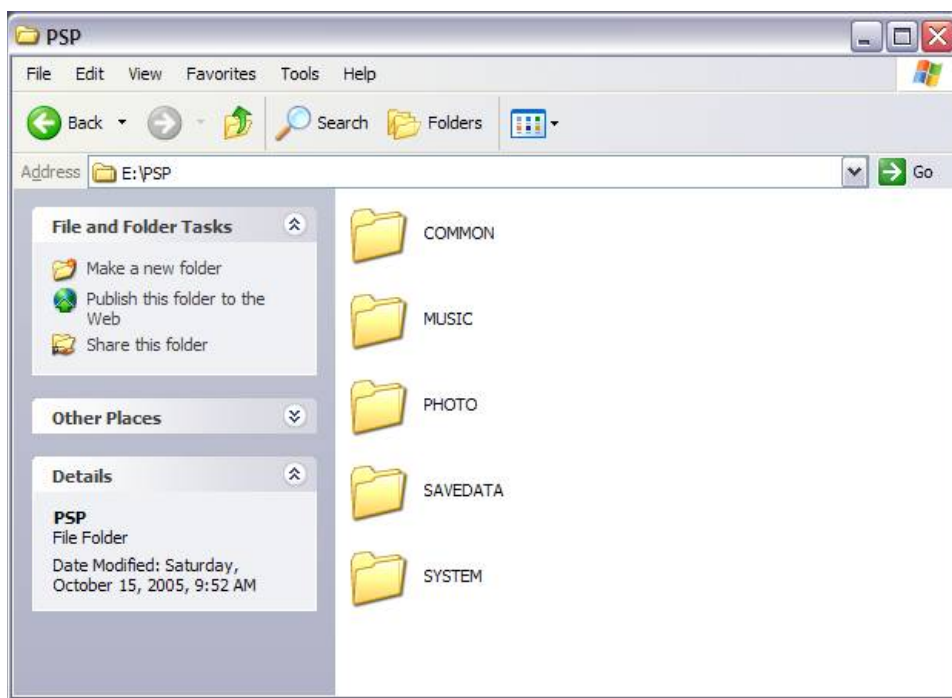 PSP
File Edit View Favorites Tools Help
Back Search Folders
Address E:\PSP Go
File and Folder Tasks
Make a new folder
Publish this folder to the
Web
Share this folder
Other Places
Details
PSP
File Folder
Date Modified: Saturday,
October 15, 2005, 9:52 AM
COMMON
MUSIC
PHOTO
SAVEDATA
SYSTEM